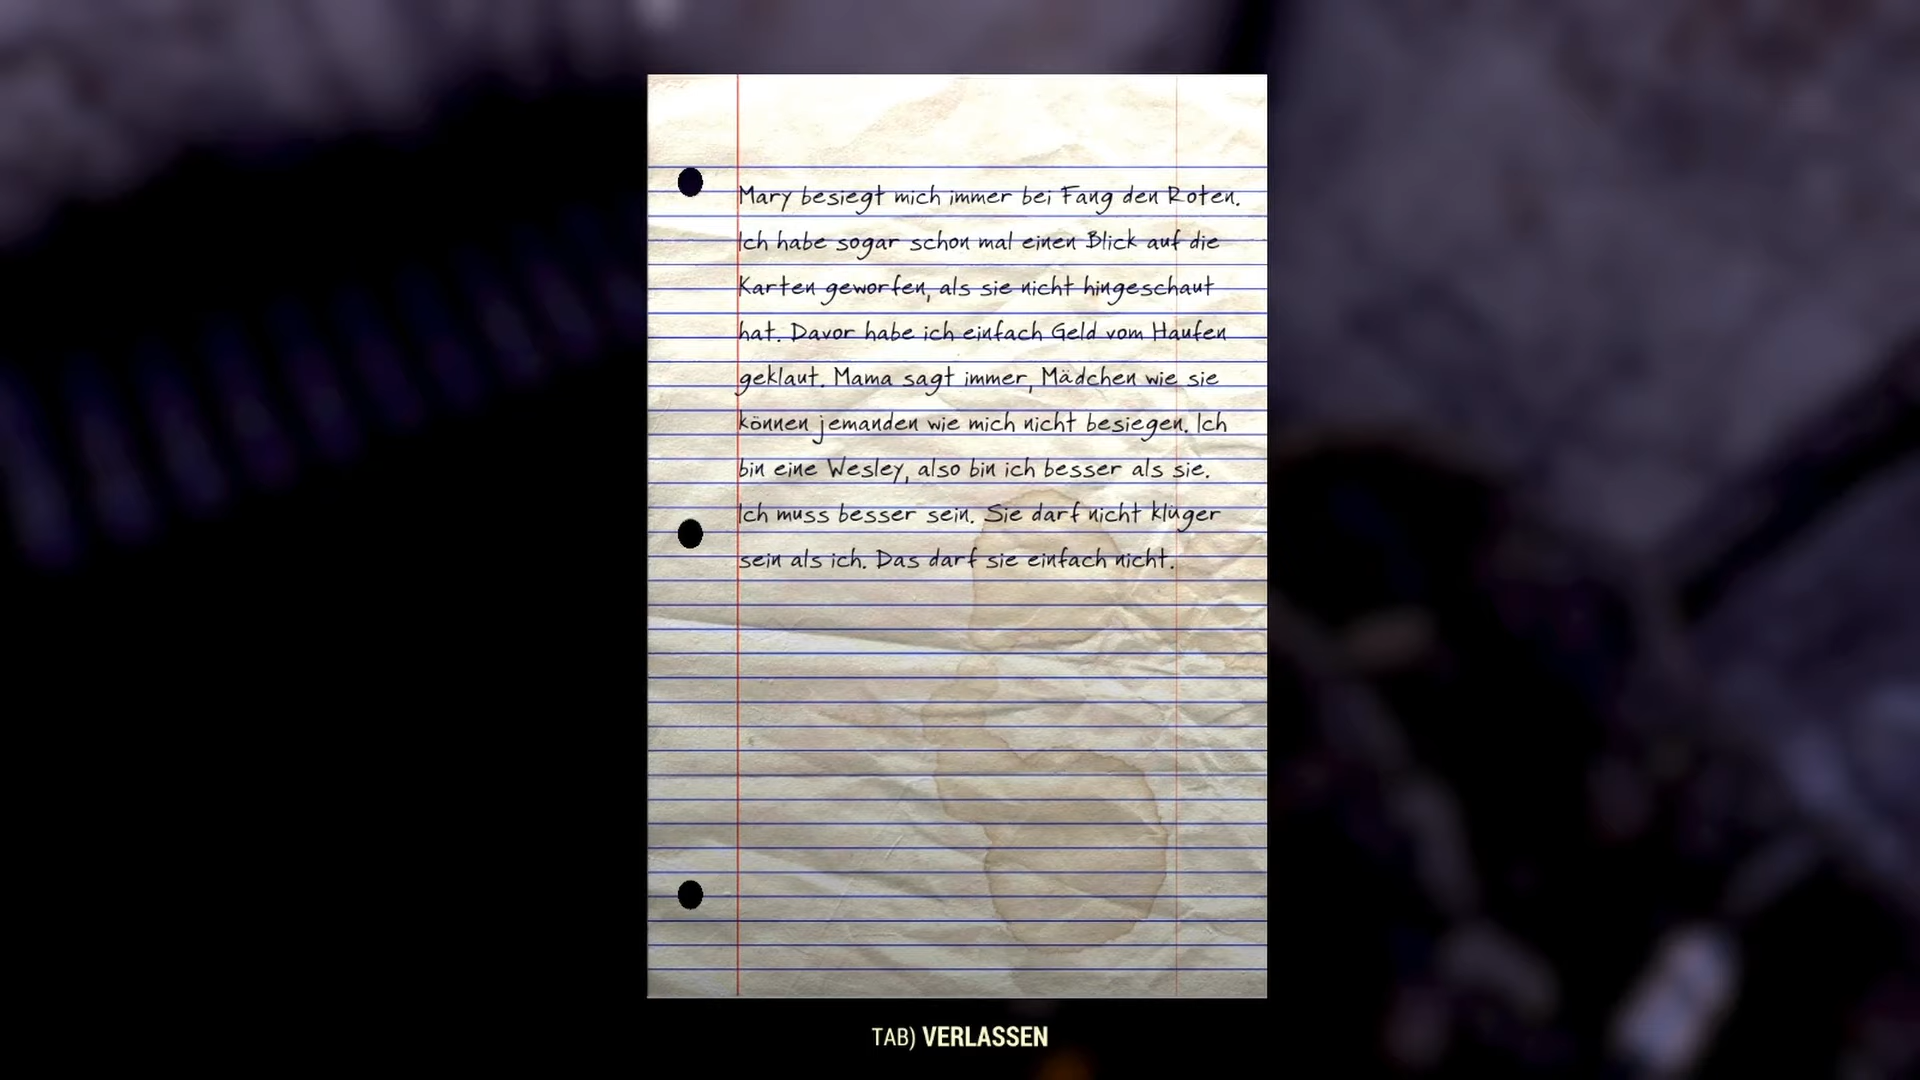 Mary besiegt mich immer bei Fang den Roten.
Ich habe sogar schon mal einen Blick auf die
Karten geworfen, als sie nicht hingeschaut
hat. Davor habe ich einfach Geld vom Haufen
geklaut. Mama sagt immer, Mädchen wie sie
können jemanden wie mich nicht besiegen. Ich
bin eine Wesley, also bin ich besser als sie.
Ich muss besser sein. Sie darf nicht klüger
sein als ich. Das darf sie einfach nicht.
TAB) VERLASSEN